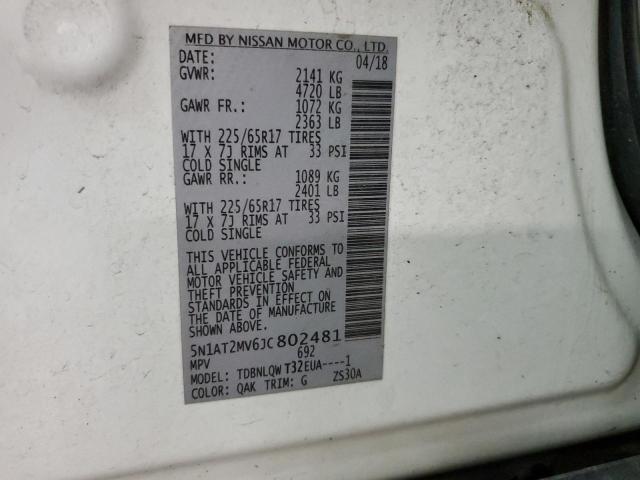 MFD BY NISSAN MOTOR CO., LTD.
DATE: 04/18
GVWR: 2141 KG
4720 LB
GAWR FR.: 1072 KG
2363 LB
WITH 225/65R17 TIRES
17 X 7J RIMS AT 33 PSI
COLD SINGLE
GAWR RR.: 1089 KG
2401 LB
WITH 225/65R17 TIRES
17 X 7J RIMS AT 33 PSI
COLD SINGLE
THIS VEHICLE CONFORMS TO
ALL APPLICABLE FEDERAL
MOTOR VEHICLE SAFETY AND
THEFT PREVENTION
STANDARDS IN EFFECT ON
THE DATE OF MANUFACTURE
SHOWN ABOVE.
5N1AT2MV6JC802481
MPV 692
MODEL: TDBNLQWT32EUA----1
COLOR: QAK TRIM: G ZS30A